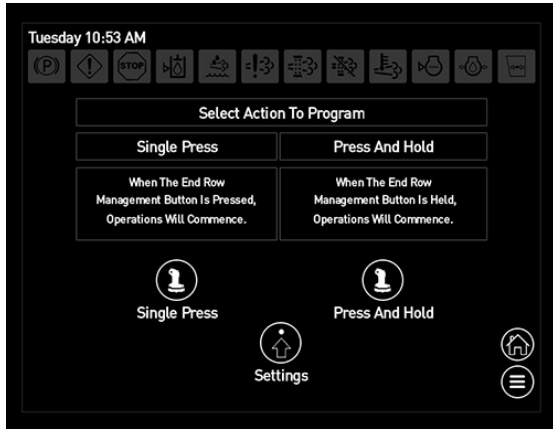 Tuesday 10:53 AM
(P)
STOP
Select Action To Program
Single Press
Press And Hold
When The End Row
Management Button Is Pressed,
Operations Will Commence.
When The End Row
Management Button Is Held,
Operations Will Commence.
Single Press
Press And Hold
Settings